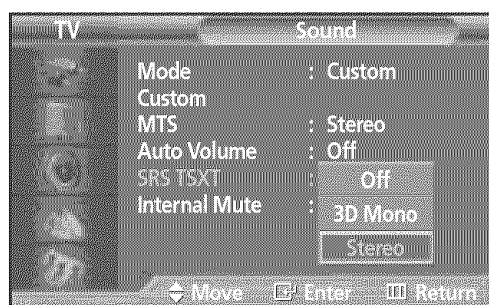 TV Sound
Mode : Custom
Custom
MTS : Stereo
Auto Volume : Off
SRS TSXT : Off
Internal Mute : 3D Mono
Stereo
Move Enter Return